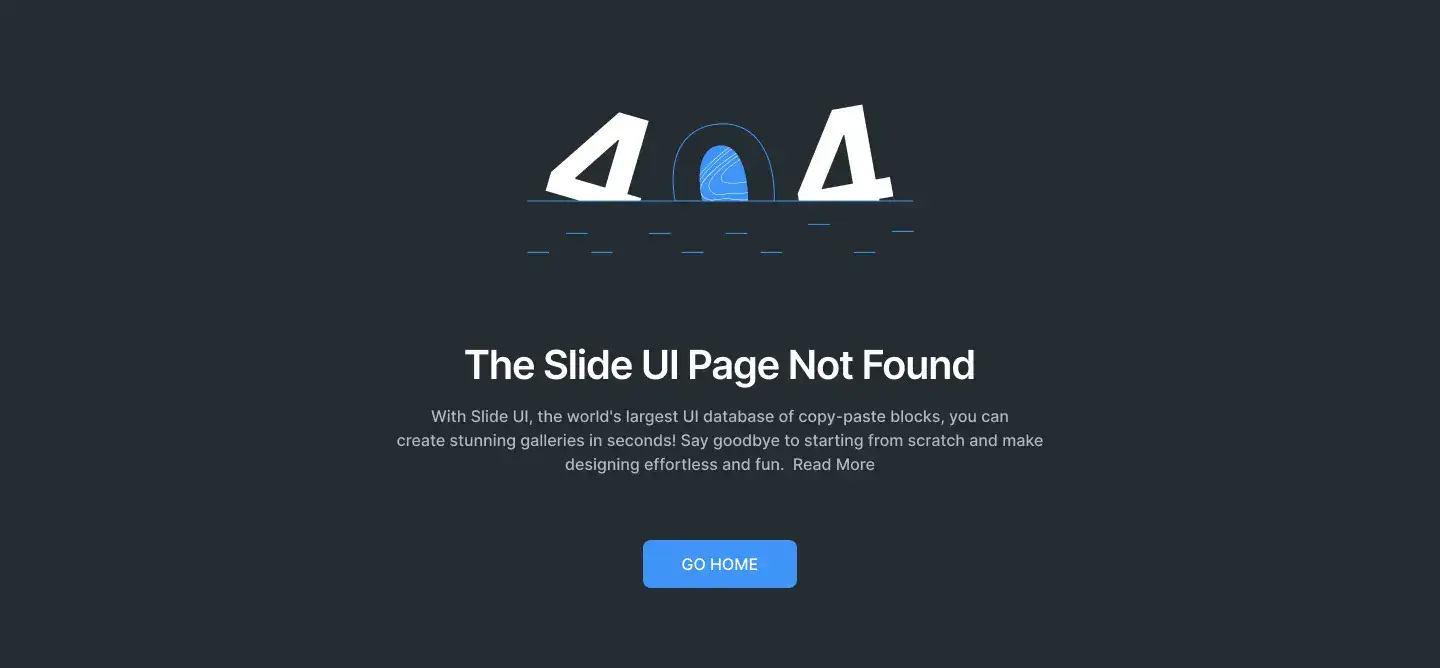 404
The Slide UI Page Not Found
With Slide UI, the world's largest UI database of copy-paste blocks, you can
create stunning galleries in seconds! Say goodbye to starting from scratch and make
designing effortless and fun.  Read More
GO HOME